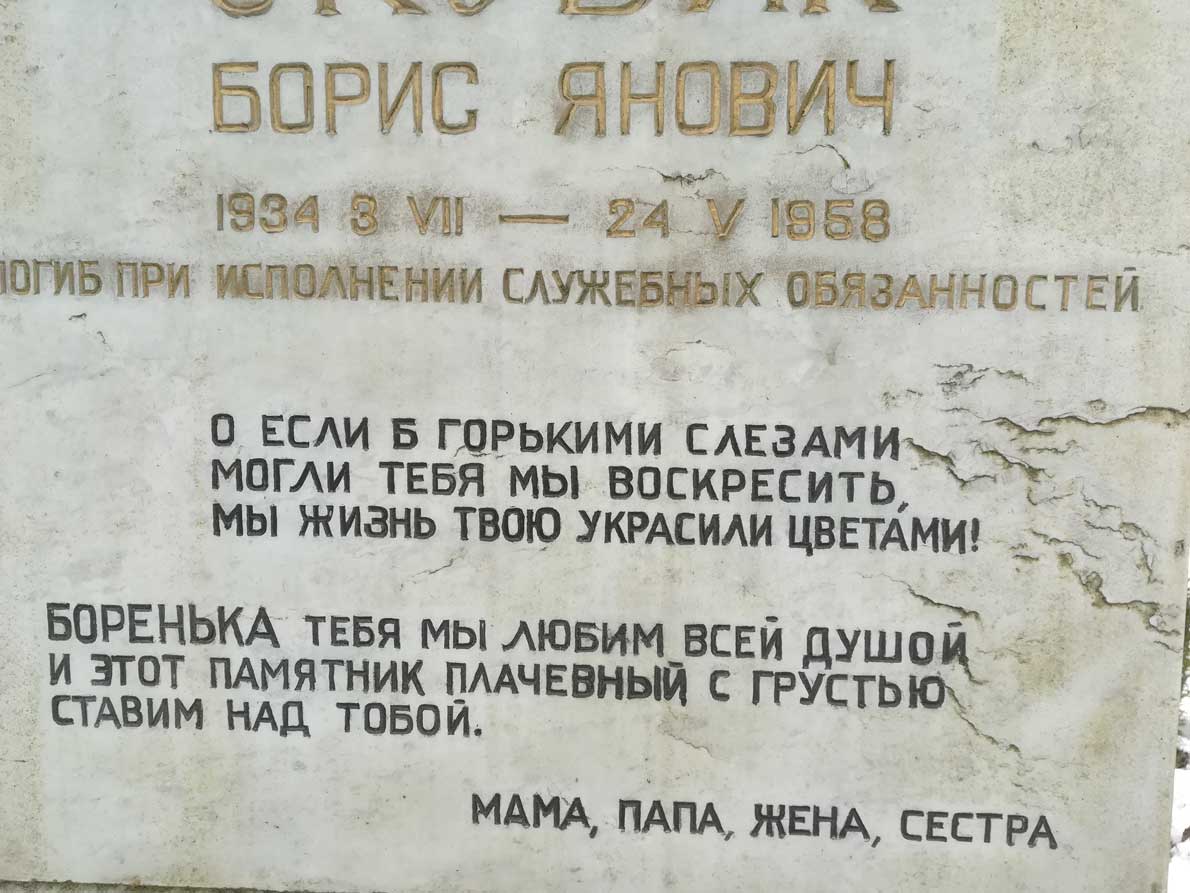 БОРИС ЯНОВИЧ
1934 3 VII — 24 V 1958
ПОГИБ ПРИ ИСПОЛНЕНИИ СЛУЖЕБНЫХ ОБЯЗАННОСТЕЙ
О ЕСЛИ Б ГОРЬКИМИ СЛЕЗАМИ
МОГЛИ ТЕБЯ МЫ ВОСКРЕСИТЬ,
МЫ ЖИЗНЬ ТВОЮ УКРАСИЛИ ЦВЕТАМИ!
БОРЕНЬКА ТЕБЯ МЫ ЛЮБИМ ВСЕЙ ДУШОЙ
И ЭТОТ ПАМЯТНИК ПЛАЧЕВНЫЙ С ГРУСТЬЮ
СТАВИМ НАД ТОБОЙ.
МАМА, ПАПА, ЖЕНА, СЕСТРА